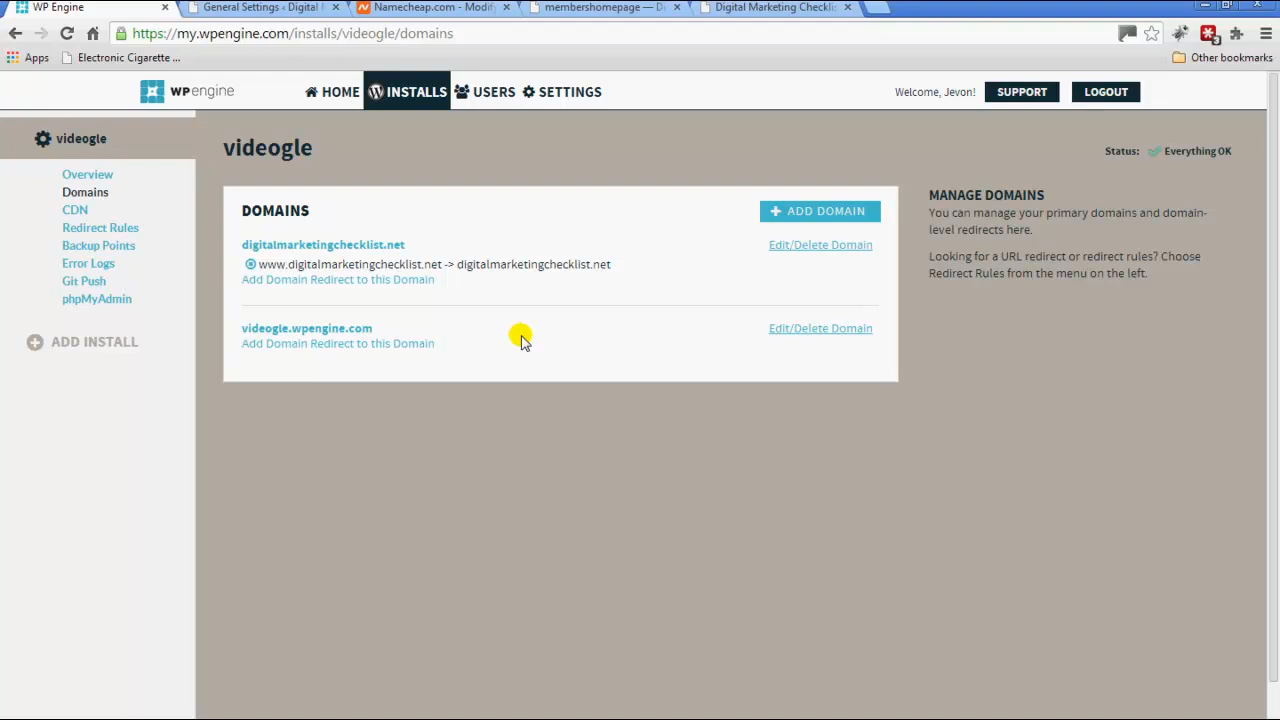 WP Engine
General Settings ‹ Digital M
Namecheap.com - Modify
membershomepage — Di
Digital Marketing Checklis
https://my.wpengine.com/installs/videogle/domains
3
Apps
Electronic Cigarette ...
Other bookmarks
WPengine
HOME
INSTALLS
USERS
SETTINGS
Welcome, Jevon!
SUPPORT
LOGOUT
videogle
Overview
Domains
CDN
Redirect Rules
Backup Points
Error Logs
Git Push
phpMyAdmin
ADD INSTALL
videogle
Status: Everything OK
DOMAINS
+ ADD DOMAIN
digitalmarketingchecklist.net
Edit/Delete Domain
www.digitalmarketingchecklist.net -> digitalmarketingchecklist.net
Add Domain Redirect to this Domain
videogle.wpengine.com
Edit/Delete Domain
Add Domain Redirect to this Domain
MANAGE DOMAINS
You can manage your primary domains and domain-
level redirects here.
Looking for a URL redirect or redirect rules? Choose
Redirect Rules from the menu on the left.